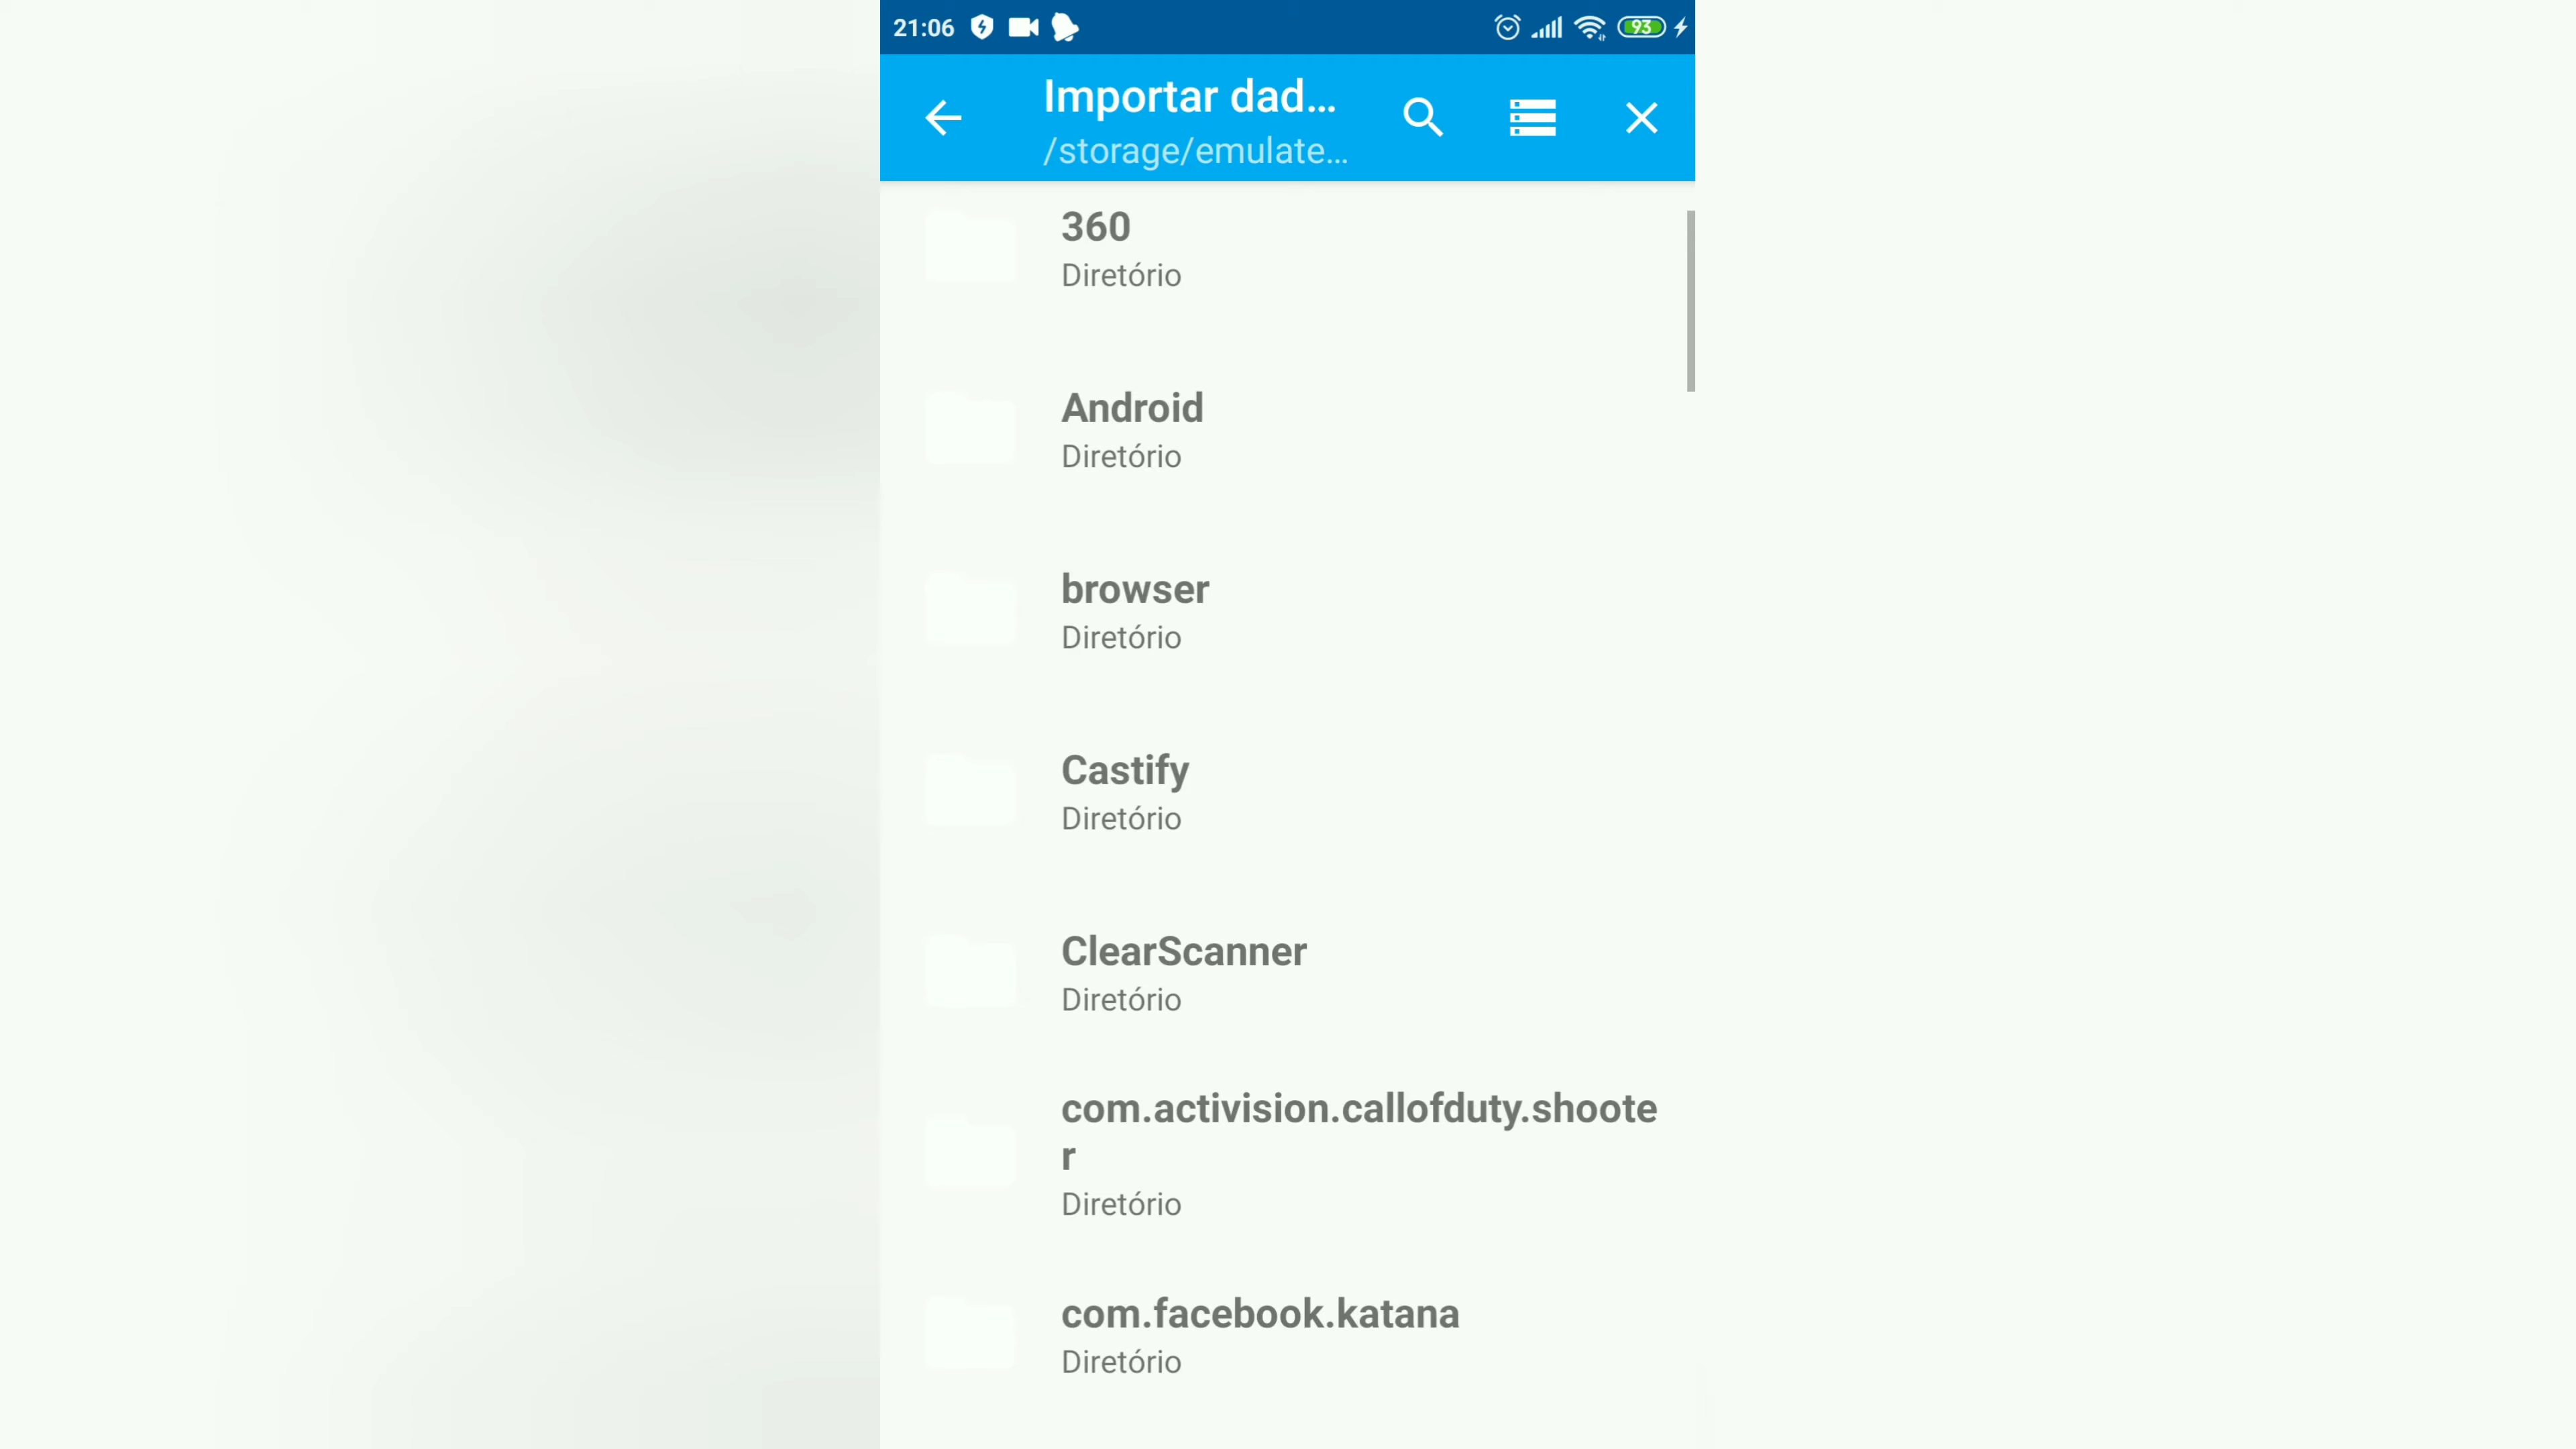 21:06
93
Importar dad...
/storage/emulate...
360
Diretório
Android
Diretório
browser
Diretório
Castify
Diretório
ClearScanner
Diretório
com.activision.callofduty.shoote
r
Diretório
com.facebook.katana
Diretório